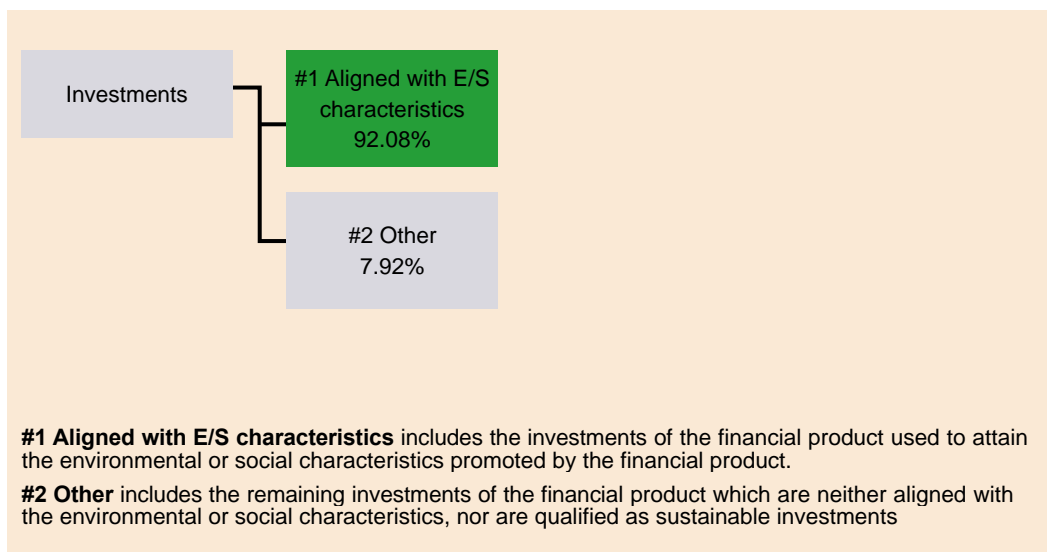 Investments
#1 Aligned with E/S
characteristics
92.08%
#2 Other
7.92%
#1 Aligned with E/S characteristics includes the investments of the financial product used to attain
the environmental or social characteristics promoted by the financial product.
#2 Other includes the remaining investments of the financial product which are neither aligned with
the environmental or social characteristics, nor are qualified as sustainable investments